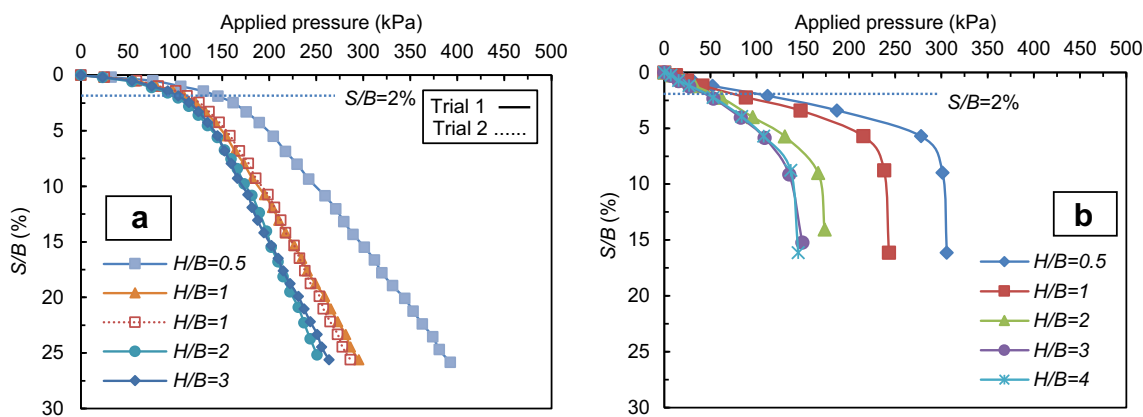 Applied pressure (kPa)
0 50 100 150 200 250 300 350 400 450 500
0
5
10
15
20
25
30
S/B (%)
S/B=2%
Trial 1
Trial 2
a
H/B=0.5
H/B=1
H/B=1
H/B=2
H/B=3
Applied pressure (kPa)
0 50 100 150 200 250 300 350 400 450 500
0
5
10
15
20
25
30
S/B (%)
S/B=2%
b
H/B=0.5
H/B=1
H/B=2
H/B=3
H/B=4